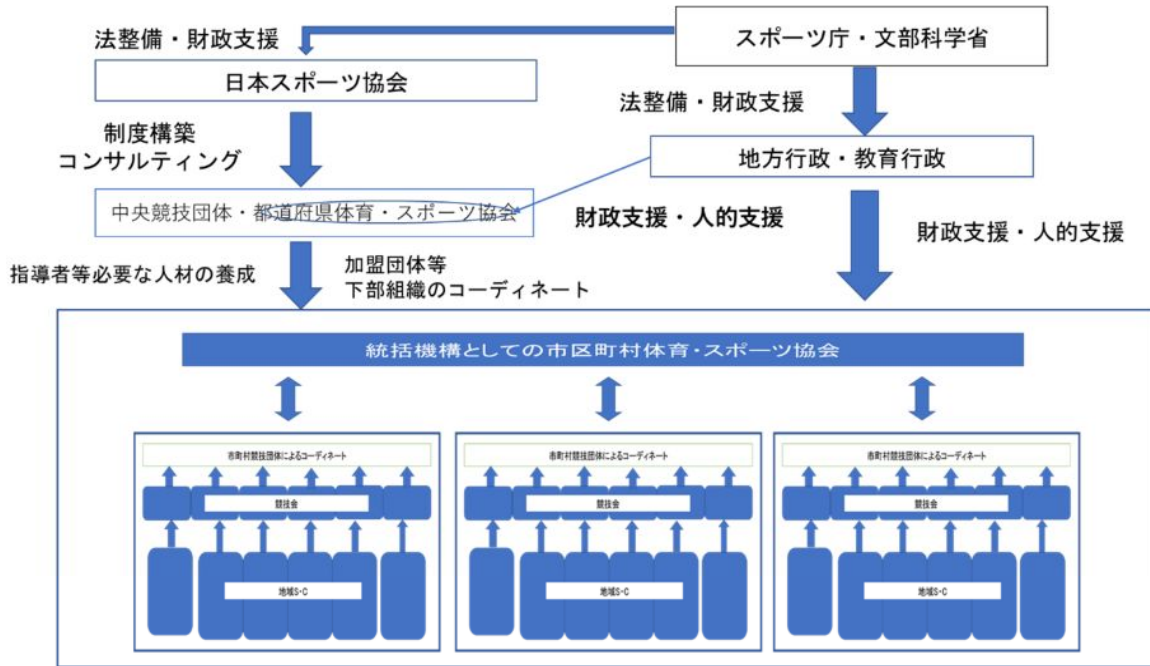 スポーツ庁・文部科学省
法整備・財政支援
日本スポーツ協会
法整備・財政支援
制度構築
コンサルティング
地方行政・教育行政
中央競技団体・都道府県体育・スポーツ協会
財政支援・人的支援
財政支援・人的支援
指導者等必要な人材の養成
加盟団体等
下部組織のコーディネート
統括機構としての市区町村体育・スポーツ協会
市町村競技団体によるコーディネート
競技会
地域S・C
市町村競技団体によるコーディネート
競技会
地域S・C
市町村競技団体によるコーディネート
競技会
地域S・C